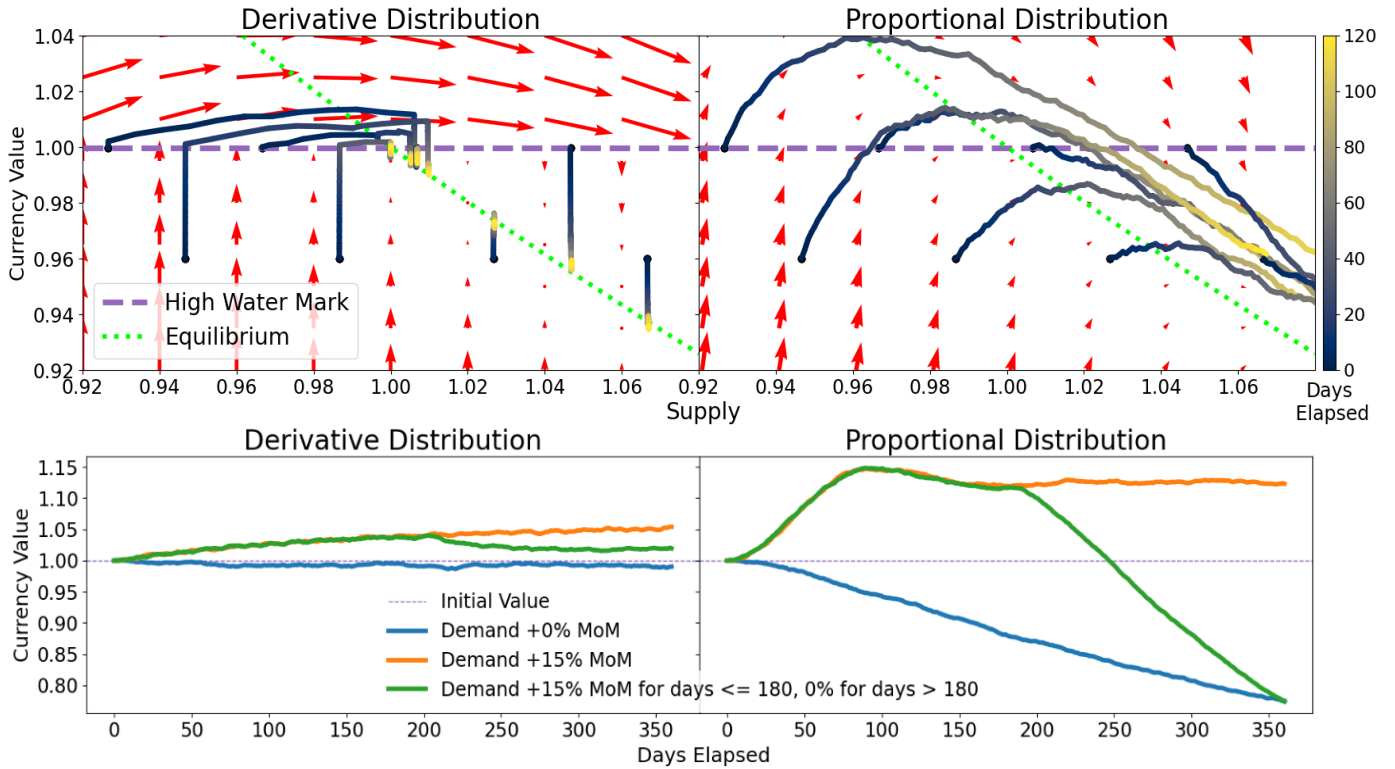 Derivative Distribution
Proportional Distribution
Currency Value
1.04
1.02
1.00
0.98
0.96
0.94
0.92
High Water Mark
Equilibrium
120
100
80
60
40
20
0
0.92 0.94 0.96 0.98 1.00 1.02 1.04 1.06
0.92 0.94 0.96 0.98 1.00 1.02 1.04 1.06
Supply
Days
Elapsed
Derivative Distribution
Proportional Distribution
Currency Value
1.15
1.10
1.05
1.00
0.95
0.90
0.85
0.80
Initial Value
Demand +0% MoM
Demand +15% MoM
Demand +15% MoM for days <= 180, 0% for days > 180
0 50 100 150 200 250 300 350
0 50 100 150 200 250 300 350
Days Elapsed